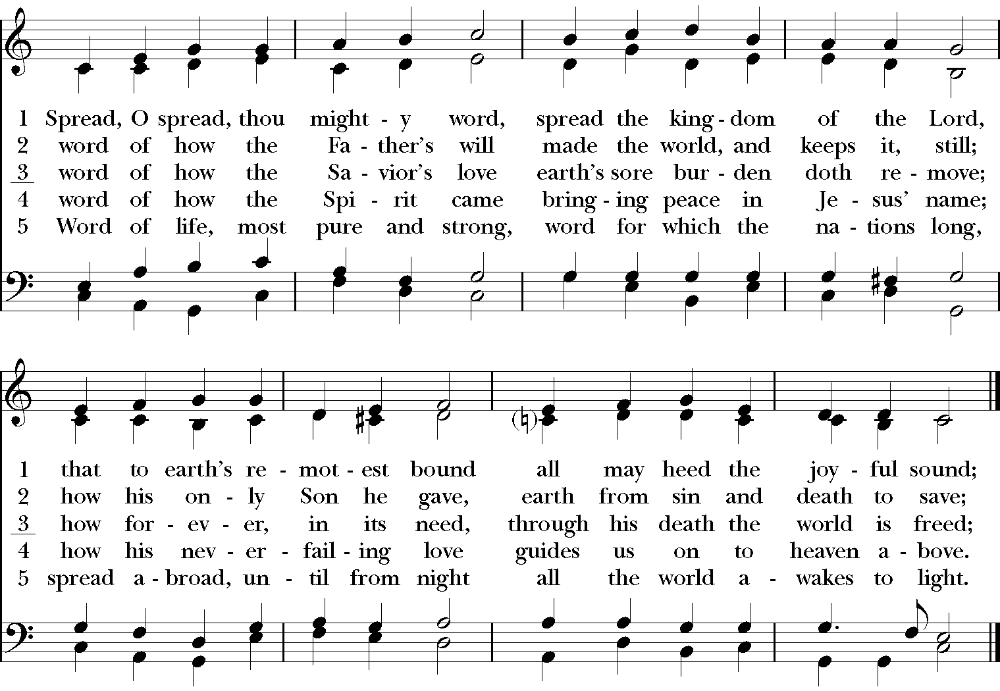 1 Spread, O spread, thou might - y word, spread the king - dom of the Lord,
2 word of how the Fa - ther’s will made the world, and keeps it, still;
3 word of how the Sa - vior’s love earth’s sore bur - den doth re - move;
4 word of how the Spi - rit came bring - ing peace in Je - sus’ name;
5 Word of life, most pure and strong, word for which the na - tions long,
1 that to earth’s re - mot - est bound all may heed the joy - ful sound;
2 how his on - ly Son he gave, earth from sin and death to save;
3 how for - ev - er, in its need, through his death the world is freed;
4 how his nev - er - fail - ing love guides us on to heaven a - bove.
5 spread a - broad, un - til from night all the world a - wakes to light.